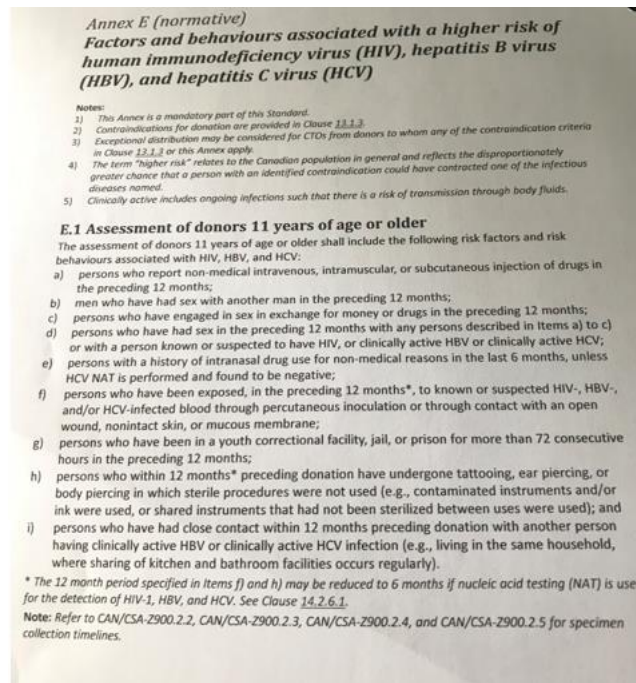 Annex E (normative)
Factors and behaviours associated with a higher risk of
human immunodeficiency virus (HIV), hepatitis B virus
(HBV), and hepatitis C virus (HCV)
Notes:
1) This Annex is a mandatory part of this Standard.
2) Contraindications for donation are provided in Clause 13.1.3.
3) Exceptional distribution may be considered for CTOs from donors to whom any of the contraindication criteria
in Clause 13.1.3 or this Annex apply.
4) The term "higher risk" relates to the Canadian population in general and reflects the disproportionately
greater chance that a person with an identified contraindication could have contracted one of the infectious
diseases named.
5) Clinically active includes ongoing infections such that there is a risk of transmission through body fluids.
E.1 Assessment of donors 11 years of age or older
The assessment of donors 11 years of age or older shall include the following risk factors and risk
behaviours associated with HIV, HBV, and HCV:
a) persons who report non-medical intravenous, intramuscular, or subcutaneous injection of drugs in
the preceding 12 months;
b) men who have had sex with another man in the preceding 12 months;
c) persons who have engaged in sex in exchange for money or drugs in the preceding 12 months;
d) persons who have had sex in the preceding 12 months with any persons described in Items a) to c)
or with a person known or suspected to have HIV, or clinically active HBV or clinically active HCV;
e) persons with a history of intranasal drug use for non-medical reasons in the last 6 months, unless
HCV NAT is performed and found to be negative;
f) persons who have been exposed, in the preceding 12 months*, to known or suspected HIV-, HBV-,
and/or HCV-infected blood through percutaneous inoculation or through contact with an open
wound, nonintact skin, or mucous membrane;
g) persons who have been in a youth correctional facility, jail, or prison for more than 72 consecutive
hours in the preceding 12 months;
h) persons who within 12 months* preceding donation have undergone tattooing, ear piercing, or
body piercing in which sterile procedures were not used (e.g., contaminated instruments and/or
ink were used, or shared instruments that had not been sterilized between uses were used); and
i) persons who have had close contact within 12 months preceding donation with another person
having clinically active HBV or clinically active HCV infection (e.g., living in the same household,
where sharing of kitchen and bathroom facilities occurs regularly).
* The 12 month period specified in Items f) and h) may be reduced to 6 months if nucleic acid testing (NAT) is use
for the detection of HIV-1, HBV, and HCV. See Clause 14.2.6.1.
Note: Refer to CAN/CSA-Z900.2.2, CAN/CSA-Z900.2.3, CAN/CSA-Z900.2.4, and CAN/CSA-Z900.2.5 for specimen
collection timelines.